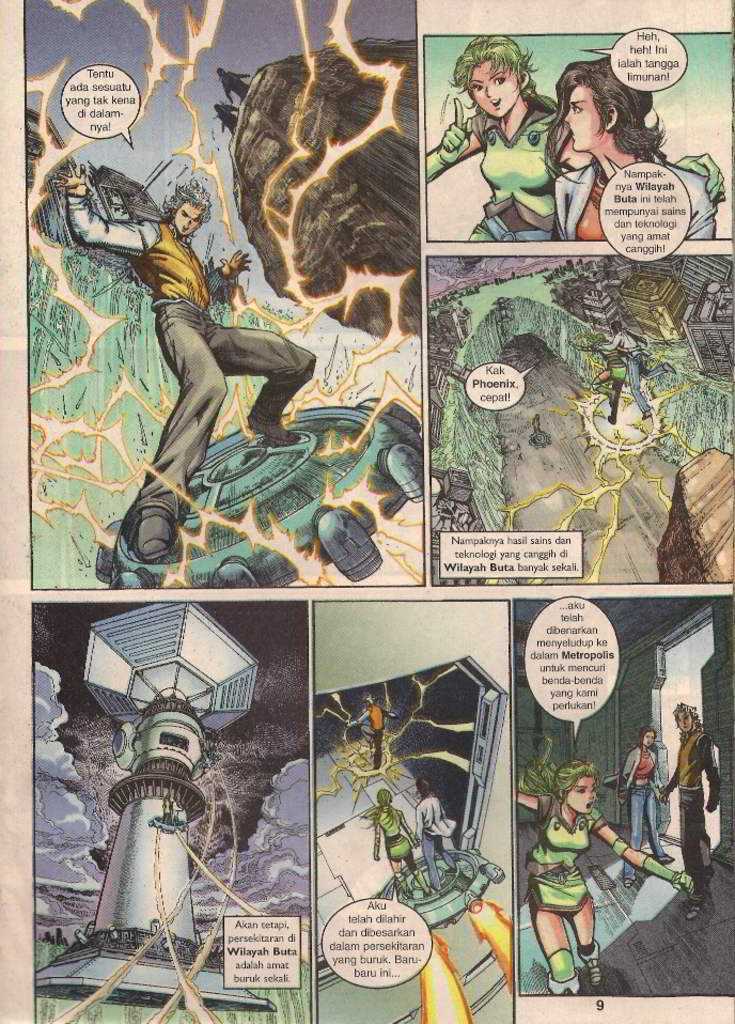 Tentu
ada sesuatu
yang tak kena
di dalam-
nya!
Heh,
heh! Ini
ialah tangga
limunan!
Nampak-
nya Wilayah
Buta ini telah
mempunyai sains
dan teknologi
yang amat
canggih!
Kak
Phoenix,
cepat!
Nampaknya hasil sains dan
teknologi yang canggih di
Wilayah Buta banyak sekali.
Akan tetapi,
persekitaran di
Wilayah Buta
adalah amat
buruk sekali.
Aku
telah dilahir
dan dibesarkan
dalam persekitaran
yang buruk. Baru-
baru ini...
...aku
telah
dibenarkan
menyeludup ke
dalam Metropolis
untuk mencuri
benda-benda
yang kami
perlukan!
9